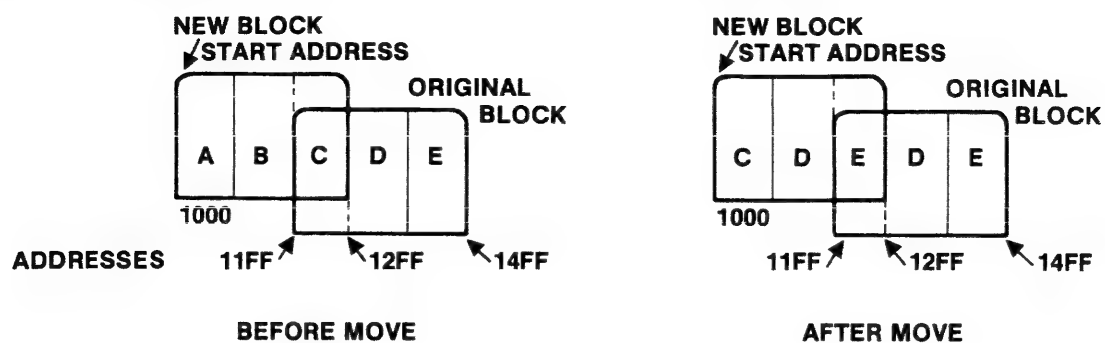 NEW BLOCK
START ADDRESS
ORIGINAL
BLOCK
A B C D E
1000
ADDRESSES 11FF 12FF 14FF
BEFORE MOVE
NEW BLOCK
START ADDRESS
ORIGINAL
BLOCK
C D E D E
1000
11FF 12FF 14FF
AFTER MOVE